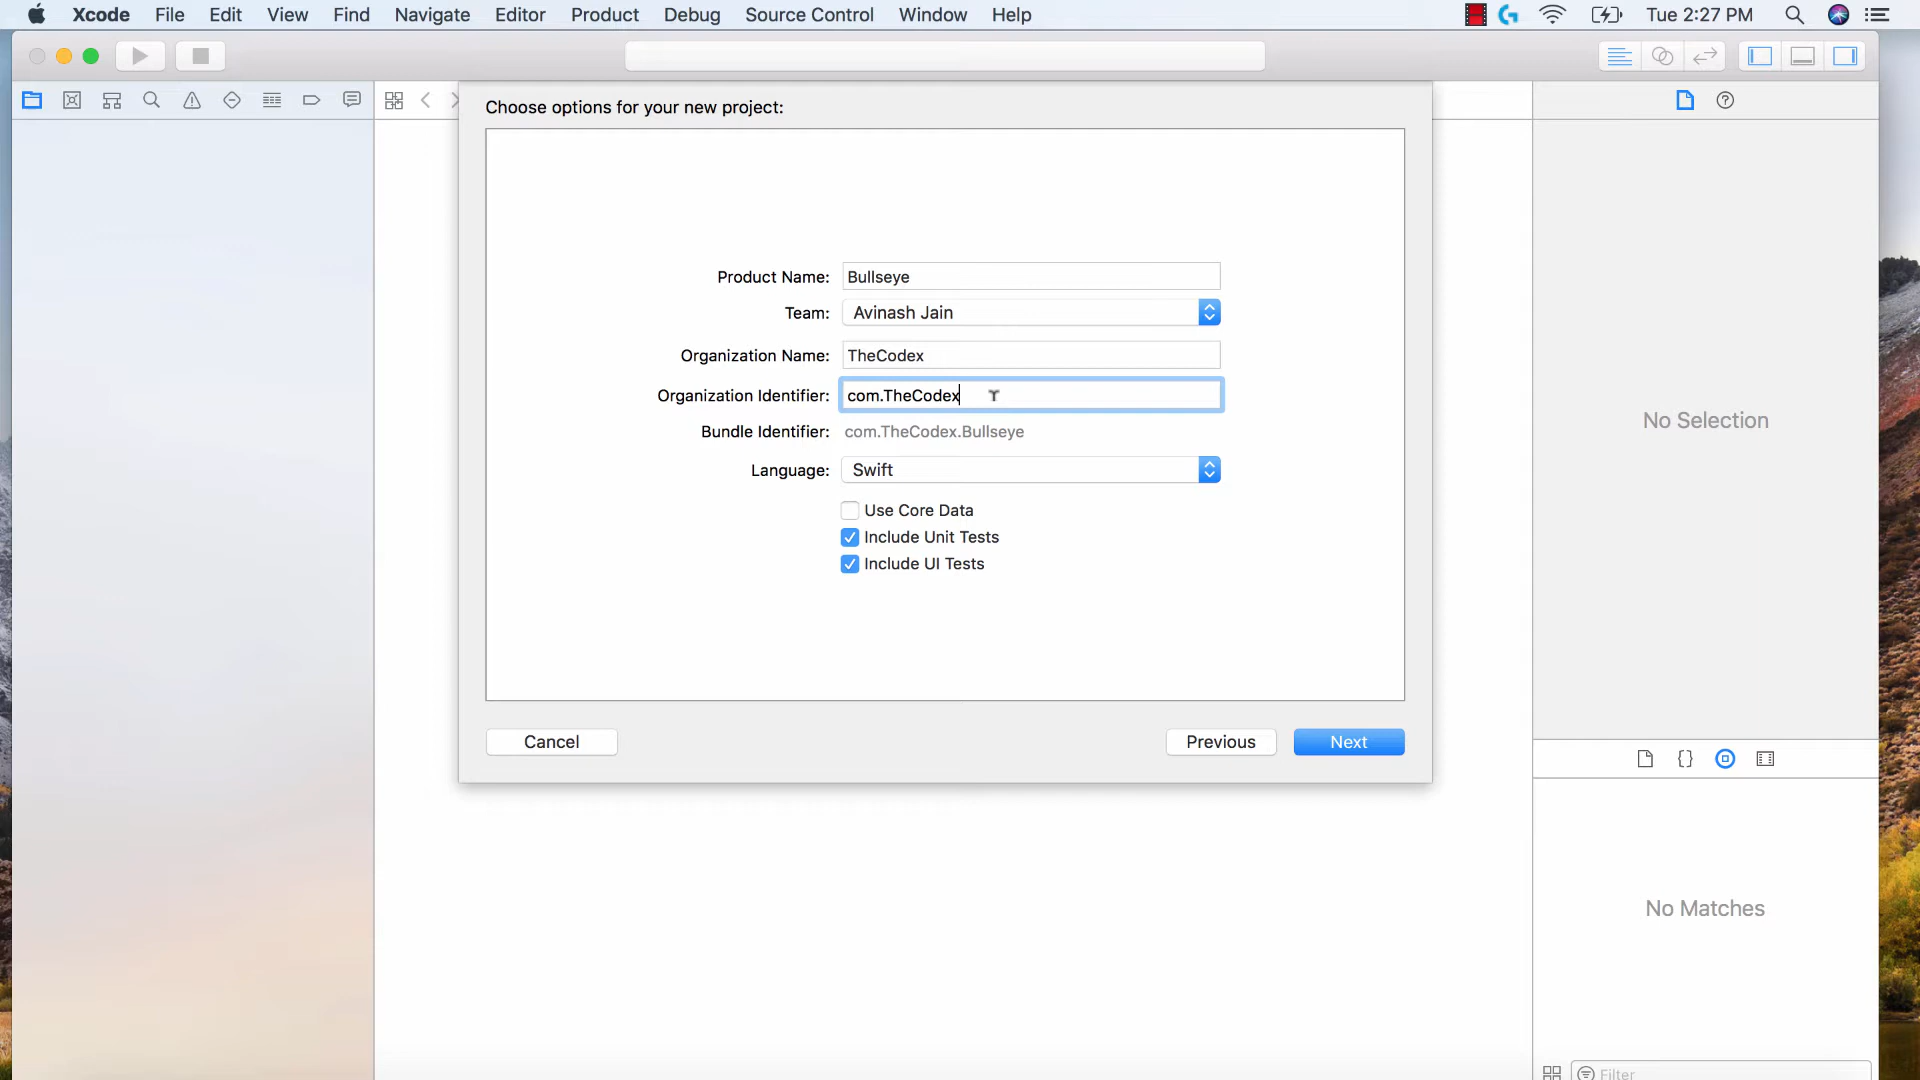 Xcode File Edit View Find Navigate Editor Product Debug Source Control Window Help Tue 2:27 PM
Choose options for your new project:
Product Name: Bullseye
Team: Avinash Jain
Organization Name: TheCodex
Organization Identifier: com.TheCodex
Bundle Identifier: com.TheCodex.Bullseye
Language: Swift
Use Core Data
Include Unit Tests
Include UI Tests
Cancel Previous Next
No Selection
No Matches
Filter